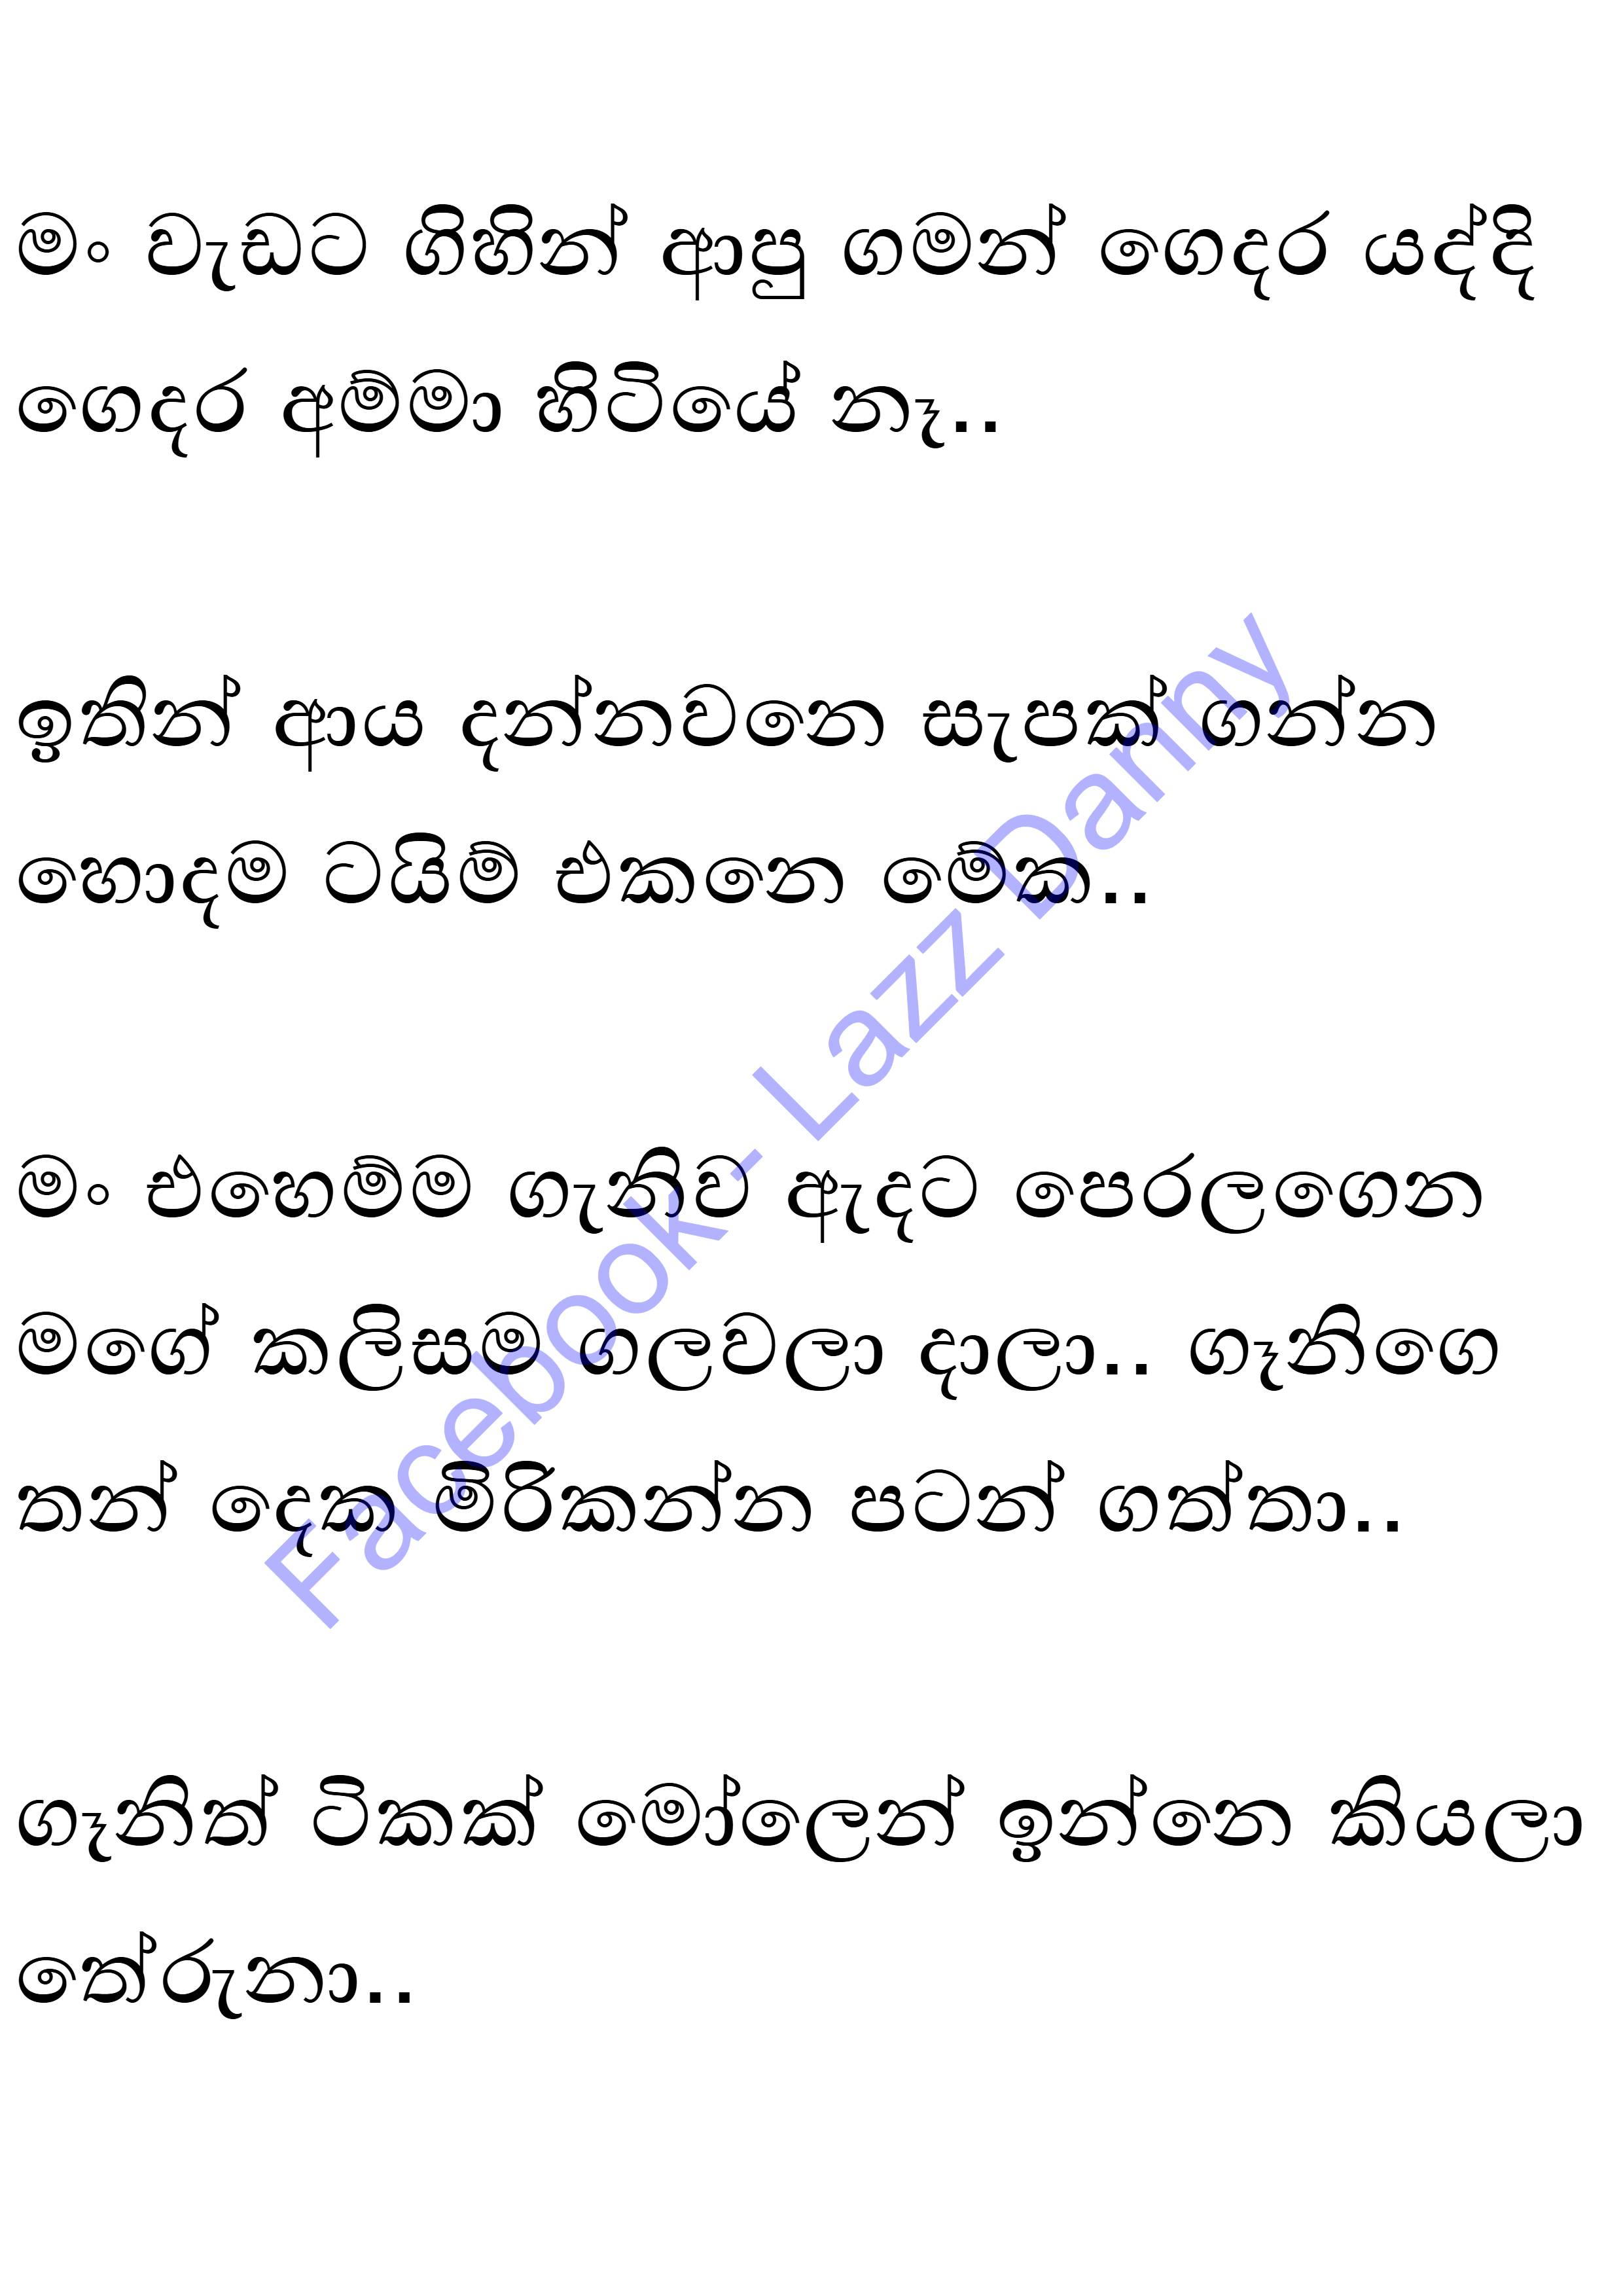 මං වැඩට ගිහින් ආපු ගමන් ගෙදර යද්දි
ගෙදර අම්මා හිටියේ නෑ..
ඉතින් ආය දන්නවනෙ සැපක් ගන්න
හොදම ටයිම් එකනෙ මේක..
මං එහෙම්ම ගැනිව ඇදට පෙරලගෙන
මගේ කලිසම ගලවලා දාලා.. ගෑනිගෙ
තන් දෙක මිරිකන්න පටන් ගත්තා..
ගෑනිත් ටිකක් මෝලෙන් ඉන්නෙ කියලා
තේරුනා..
Facebook - Lazz Danny